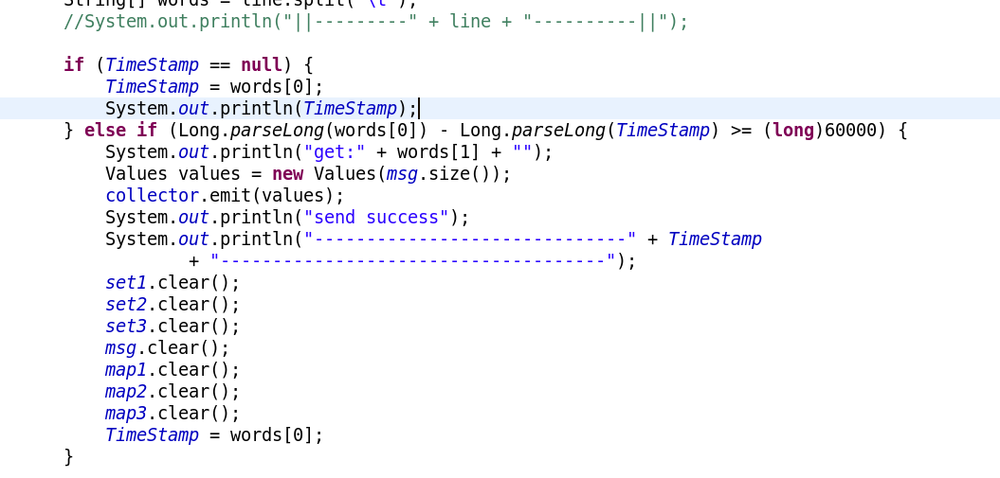 String[] words = line.split("\t");
//System.out.println("||---------" + line + "----------||");
if (TimeStamp == null) {
TimeStamp = words[0];
System.out.println(TimeStamp);
} else if (Long.parseLong(words[0]) - Long.parseLong(TimeStamp) >= (long)60000) {
System.out.println("get:" + words[1] + "");
Values values = new Values(msg.size());
collector.emit(values);
System.out.println("send success");
System.out.println("------------------------------" + TimeStamp
+ "-------------------------------------");
set1.clear();
set2.clear();
set3.clear();
msg.clear();
map1.clear();
map2.clear();
map3.clear();
TimeStamp = words[0];
}